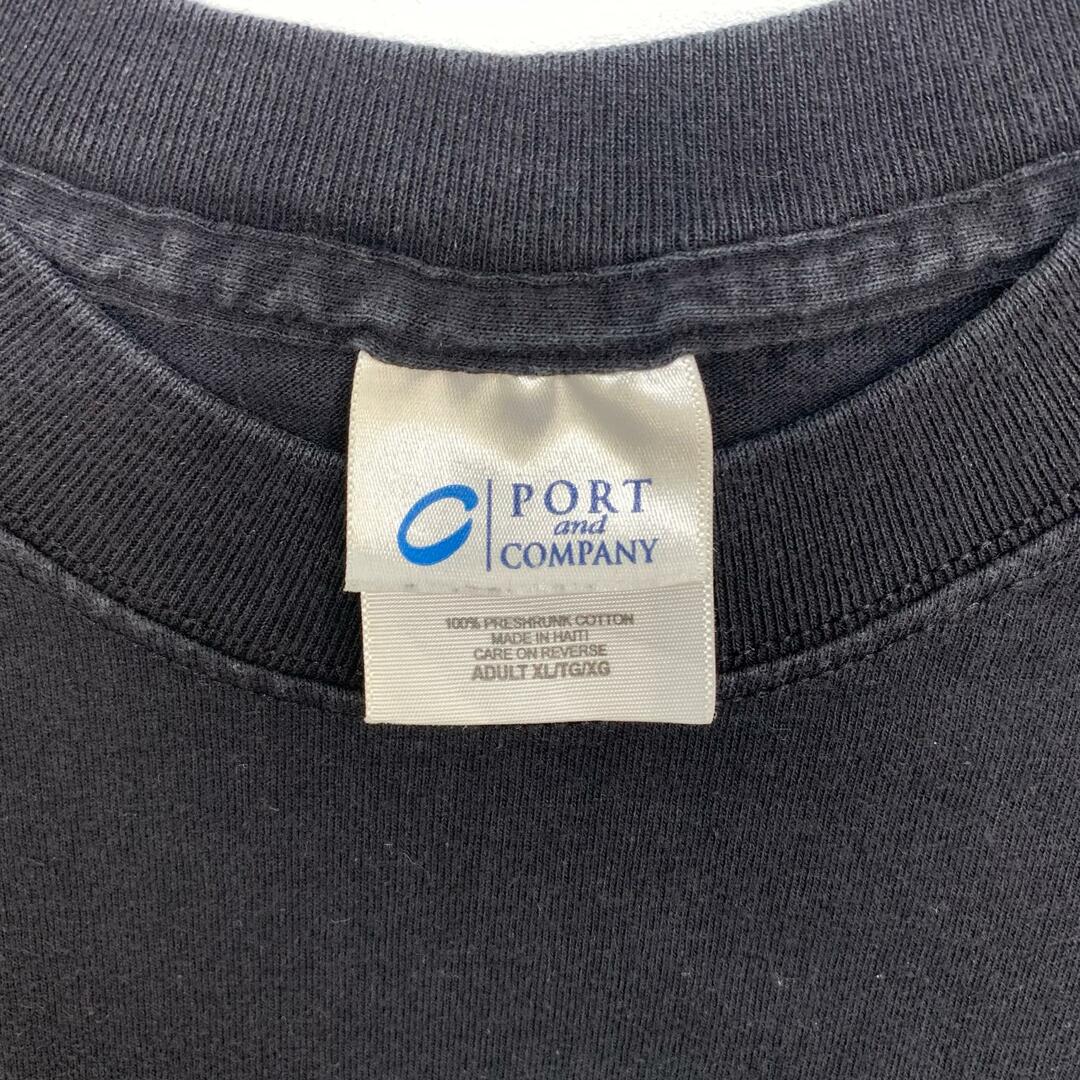 PORT
and
COMPANY
100% PRESHRUNK COTTON
MADE IN HAITI
CARE ON REVERSE
ADULT XL/TG/XG